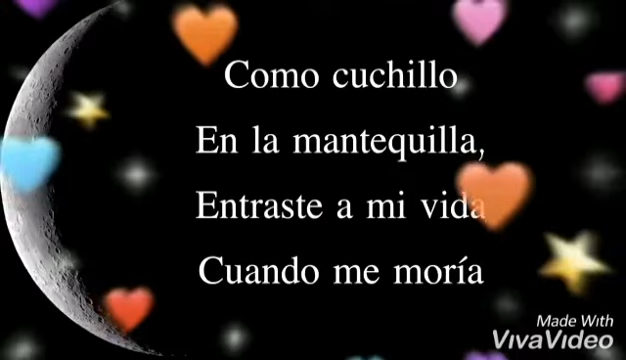 Como cuchillo
En la mantequilla,
Entraste a mi vida
Cuando me moría
Made With
VivaVideo